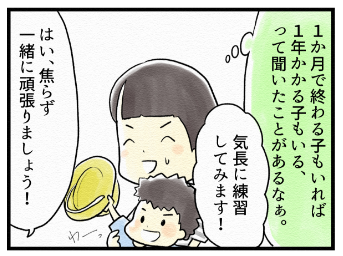 １か月で終わる子もいれば
１年かかる子もいる、
って聞いたことがあるなぁ。
気長に練習
してみます！
はい、焦らず
一緒に頑張りましょう！
わーっ